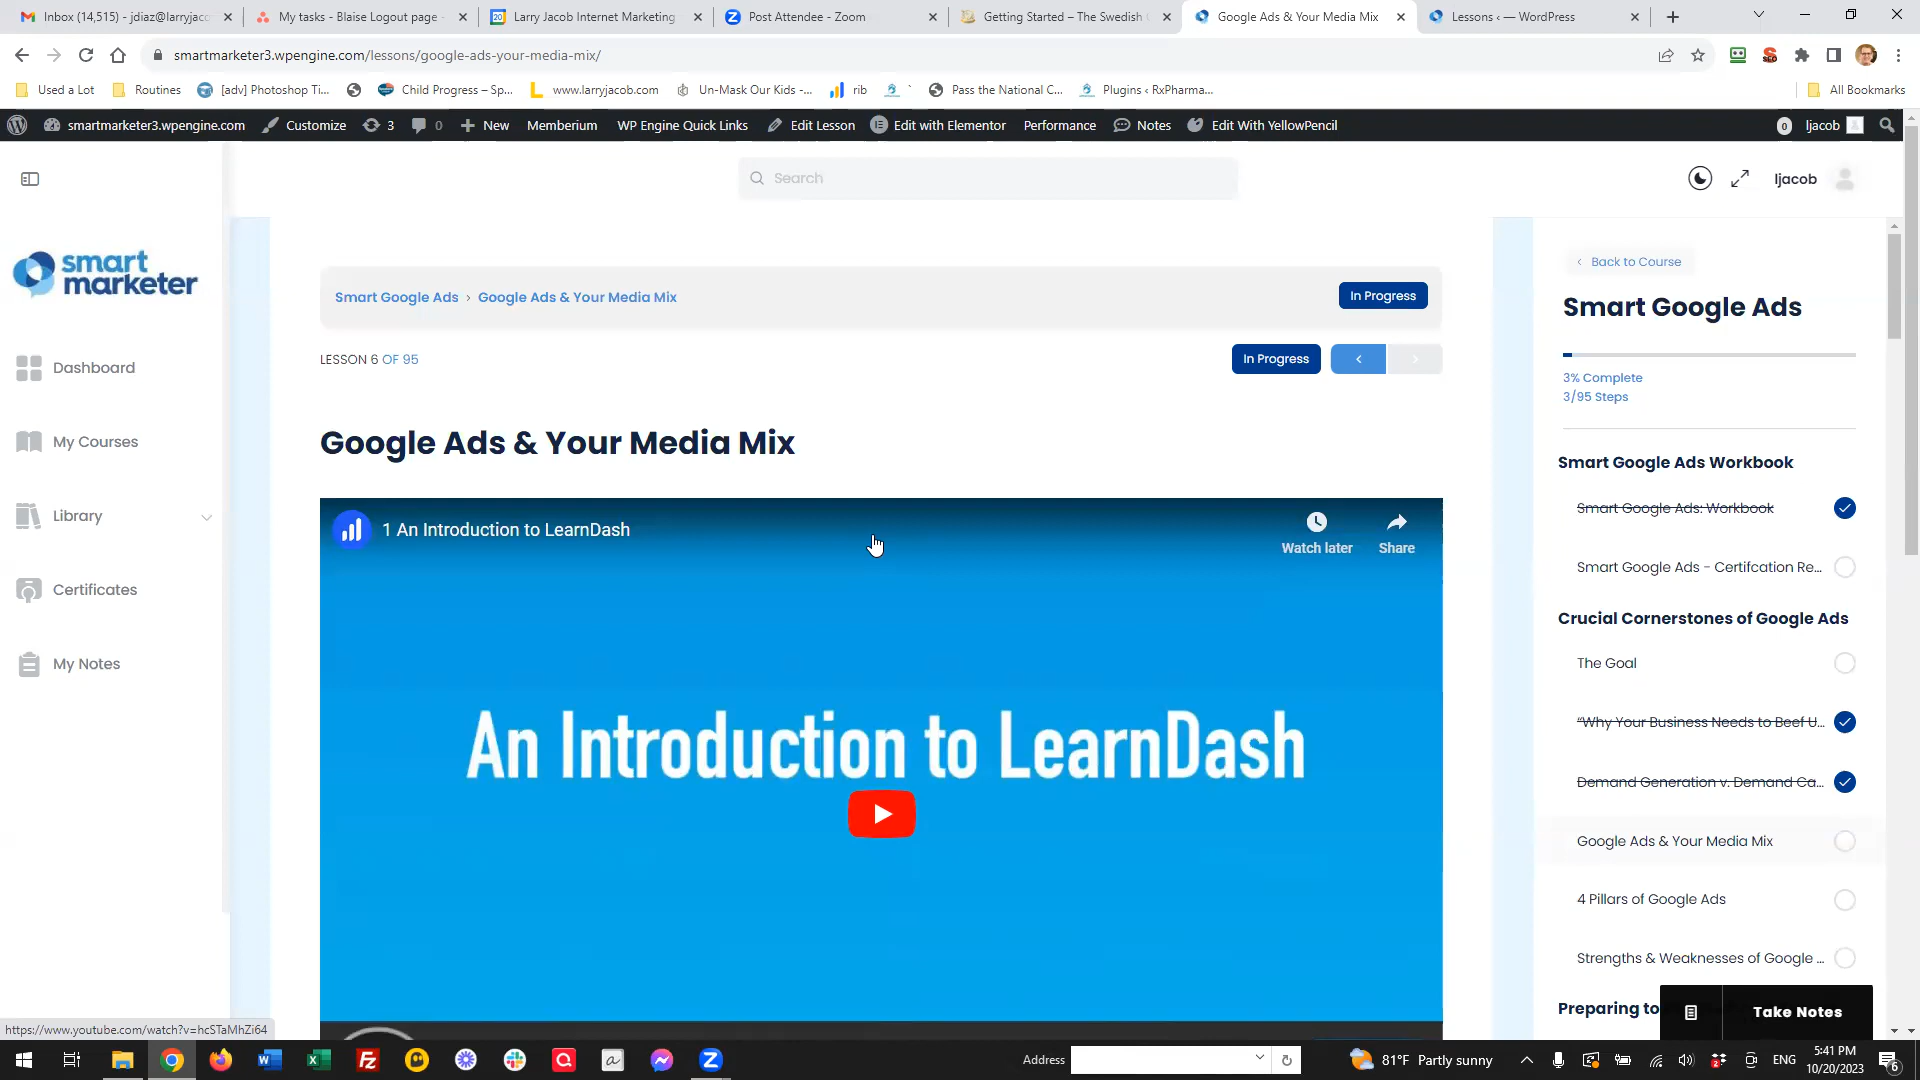 Inbox (14,515) - jdiaz@larryjaco
My tasks - Blaise Logout page -
Larry Jacob Internet Marketing
Post Attendee - Zoom
Getting Started – The Swedish
Google Ads & Your Media Mix
Lessons ‹ — WordPress
smartmarketer3.wpengine.com/lessons/google-ads-your-media-mix/
Used a Lot
Routines
[adv] Photoshop Ti...
Child Progress – Sp...
www.larryjacob.com
Un-Mask Our Kids -...
rib
Pass the National C...
Plugins ‹ RxPharma...
All Bookmarks
smartmarketer3.wpengine.com
Customize
3
0
New
Memberium
WP Engine Quick Links
Edit Lesson
Edit with Elementor
Performance
Notes
Edit With YellowPencil
0
ljacob
Search
ljacob
smart
marketer
Dashboard
My Courses
Library
Certificates
My Notes
Smart Google Ads › Google Ads & Your Media Mix
In Progress
LESSON 6 OF 95
In Progress
Google Ads & Your Media Mix
1 An Introduction to LearnDash
Watch later
Share
An Introduction to LearnDash
Back to Course
Smart Google Ads
3% Complete
3/95 Steps
Smart Google Ads Workbook
Smart Google Ads: Workbook
Smart Google Ads - Certifcation Re...
Crucial Cornerstones of Google Ads
The Goal
“Why Your Business Needs to Beef U...
Demand Generation v. Demand Ca...
Google Ads & Your Media Mix
4 Pillars of Google Ads
Strengths & Weaknesses of Google ...
Preparing to
Take Notes
https://www.youtube.com/watch?v=hcSTaMhZi64
Address
81°F Partly sunny
ENG
5:41 PM
10/20/2023
6